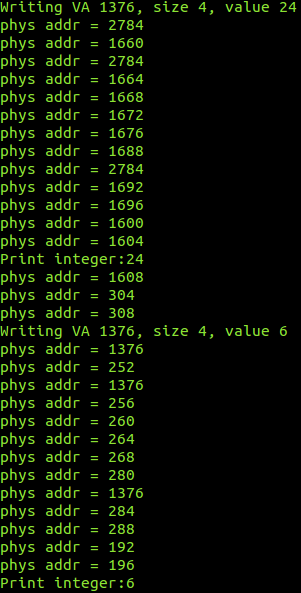 Writing VA 1376, size 4, value 24
phys addr = 2784
phys addr = 1660
phys addr = 2784
phys addr = 1664
phys addr = 1668
phys addr = 1672
phys addr = 1676
phys addr = 1688
phys addr = 2784
phys addr = 1692
phys addr = 1696
phys addr = 1600
phys addr = 1604
Print integer:24
phys addr = 1608
phys addr = 304
phys addr = 308
Writing VA 1376, size 4, value 6
phys addr = 1376
phys addr = 252
phys addr = 1376
phys addr = 256
phys addr = 260
phys addr = 264
phys addr = 268
phys addr = 280
phys addr = 1376
phys addr = 284
phys addr = 288
phys addr = 192
phys addr = 196
Print integer:6